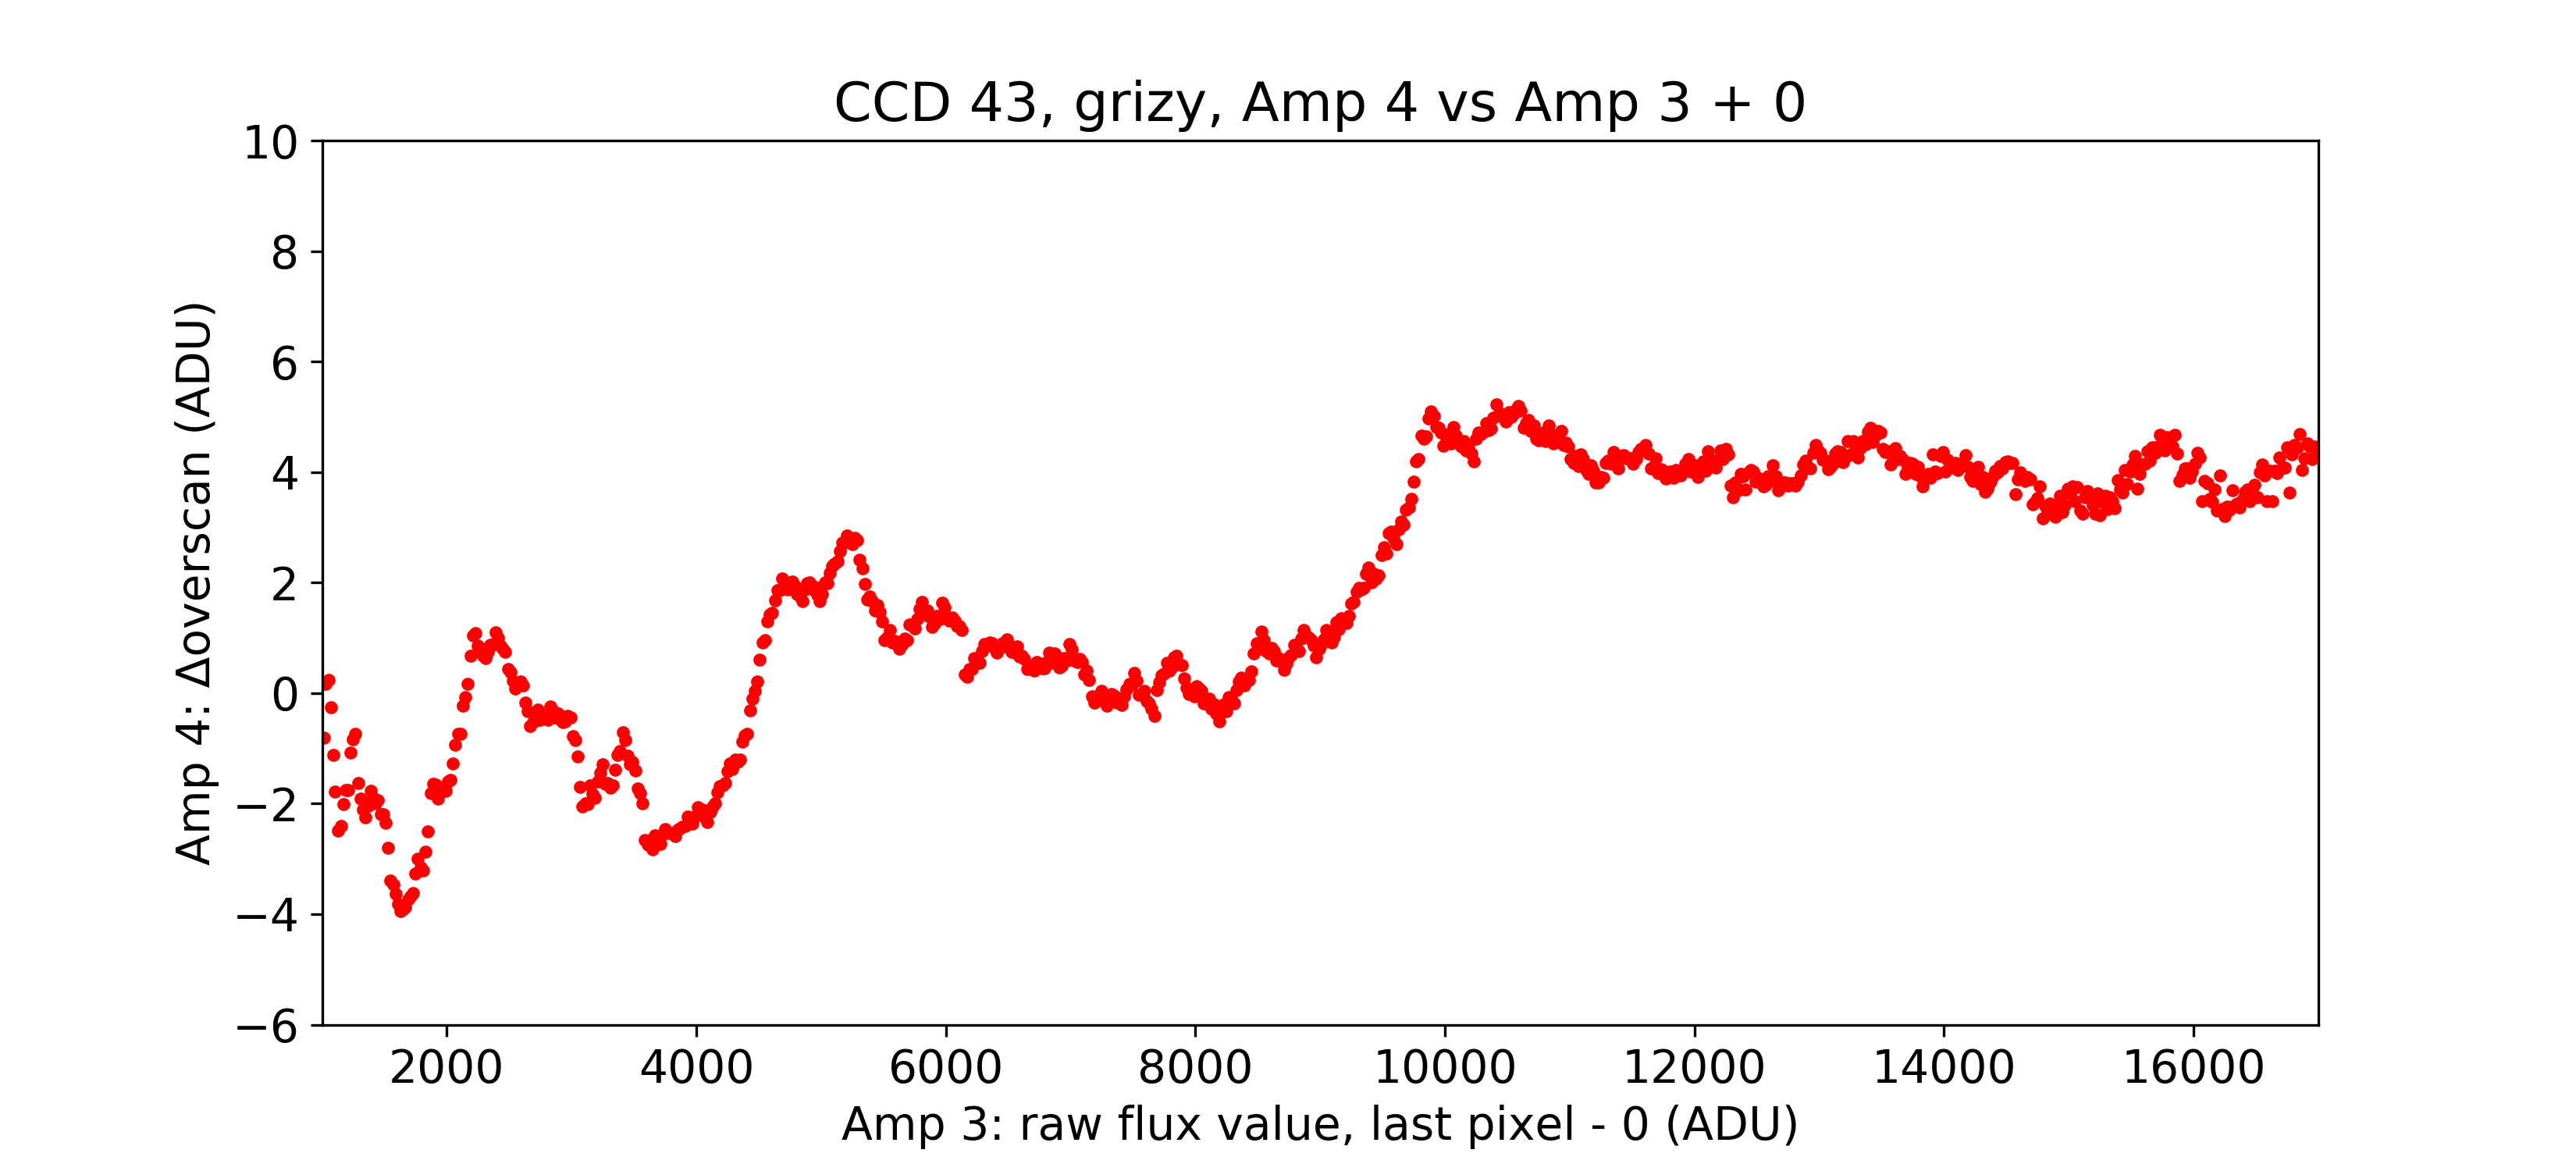 CCD 43, grizy, Amp 4 vs Amp 3 + 0
10
8
6
4
2
0
−2
−4
−6
Amp 4: Δoverscan (ADU)
2000 4000 6000 8000 10000 12000 14000 16000
Amp 3: raw flux value, last pixel - 0 (ADU)